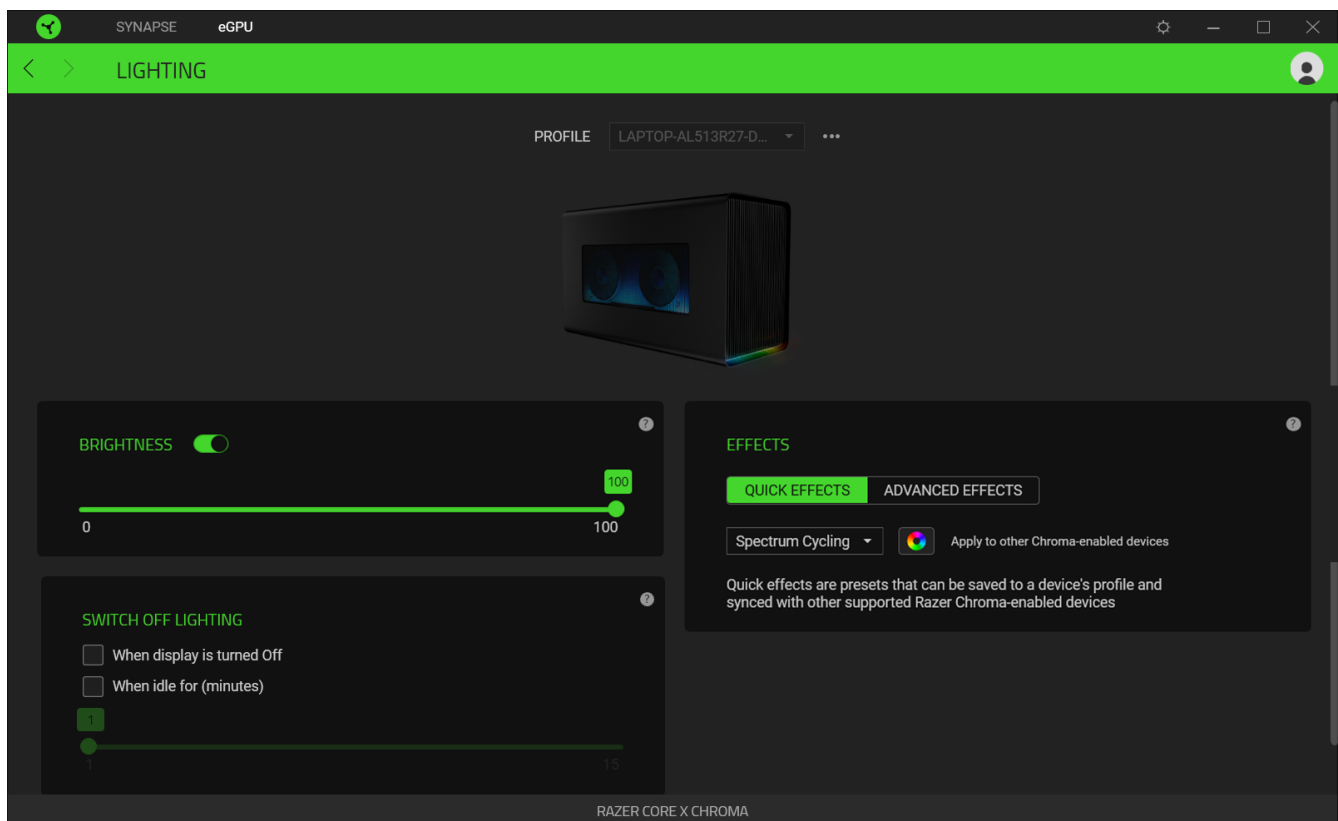 SYNAPSE eGPU
LIGHTING
PROFILE LAPTOP-AL513R27-D...
BRIGHTNESS
100
0 100
SWITCH OFF LIGHTING
When display is turned Off
When idle for (minutes)
1
1 15
EFFECTS
QUICK EFFECTS ADVANCED EFFECTS
Spectrum Cycling Apply to other Chroma-enabled devices
Quick effects are presets that can be saved to a device's profile and
synced with other supported Razer Chroma-enabled devices
RAZER CORE X CHROMA